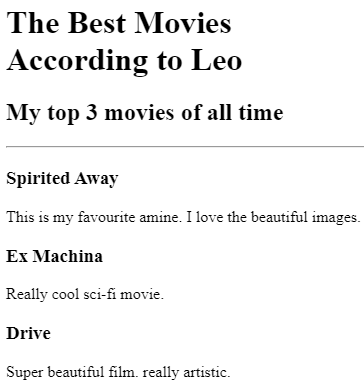 The Best Movies
According to Leo
My top 3 movies of all time
Spirited Away
This is my favourite amine. I love the beautiful images.
Ex Machina
Really cool sci-fi movie.
Drive
Super beautiful film. really artistic.